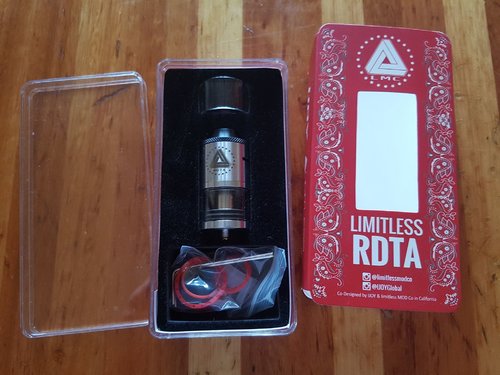 LMC
LIMITLESS
RDTA
@limitlessmodco
@IJOYGlobal
Co-Designed by IJOY & limitless MOD Co in California